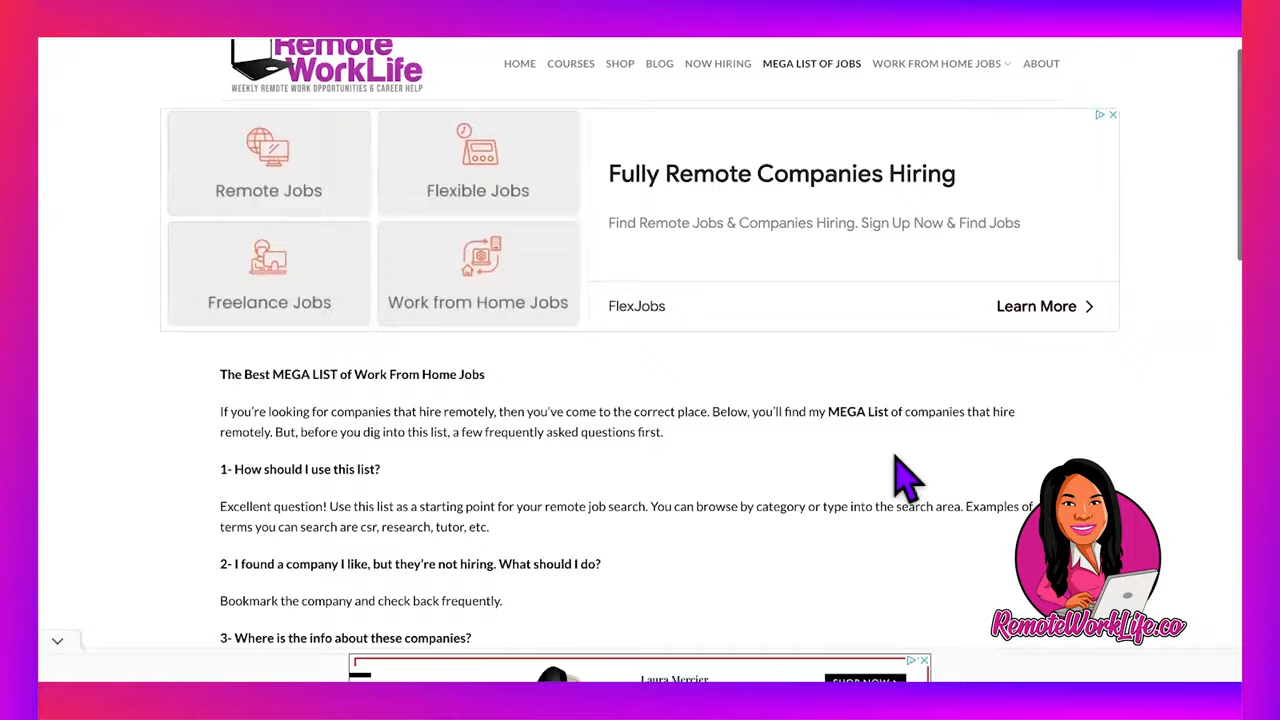 Remote
WorkLife
WEEKLY REMOTE WORK OPPORTUNITIES & CAREER HELP
HOME COURSES SHOP BLOG NOW HIRING MEGA LIST OF JOBS WORK FROM HOME JOBS ABOUT
Remote Jobs
Flexible Jobs
Freelance Jobs
Work from Home Jobs
Fully Remote Companies Hiring
Find Remote Jobs & Companies Hiring. Sign Up Now & Find Jobs
FlexJobs
Learn More
The Best MEGA LIST of Work From Home Jobs
If you're looking for companies that hire remotely, then you've come to the correct place. Below, you'll find my MEGA List of companies that hire
remotely. But, before you dig into this list, a few frequently asked questions first.
1- How should I use this list?
Excellent question! Use this list as a starting point for your remote job search. You can browse by category or type into the search area. Examples of
terms you can search are csr, research, tutor, etc.
2- I found a company I like, but they're not hiring. What should I do?
Bookmark the company and check back frequently.
3- Where is the info about these companies?
RemoteWorkLife.co
Laura Mercier
SHOP NOW